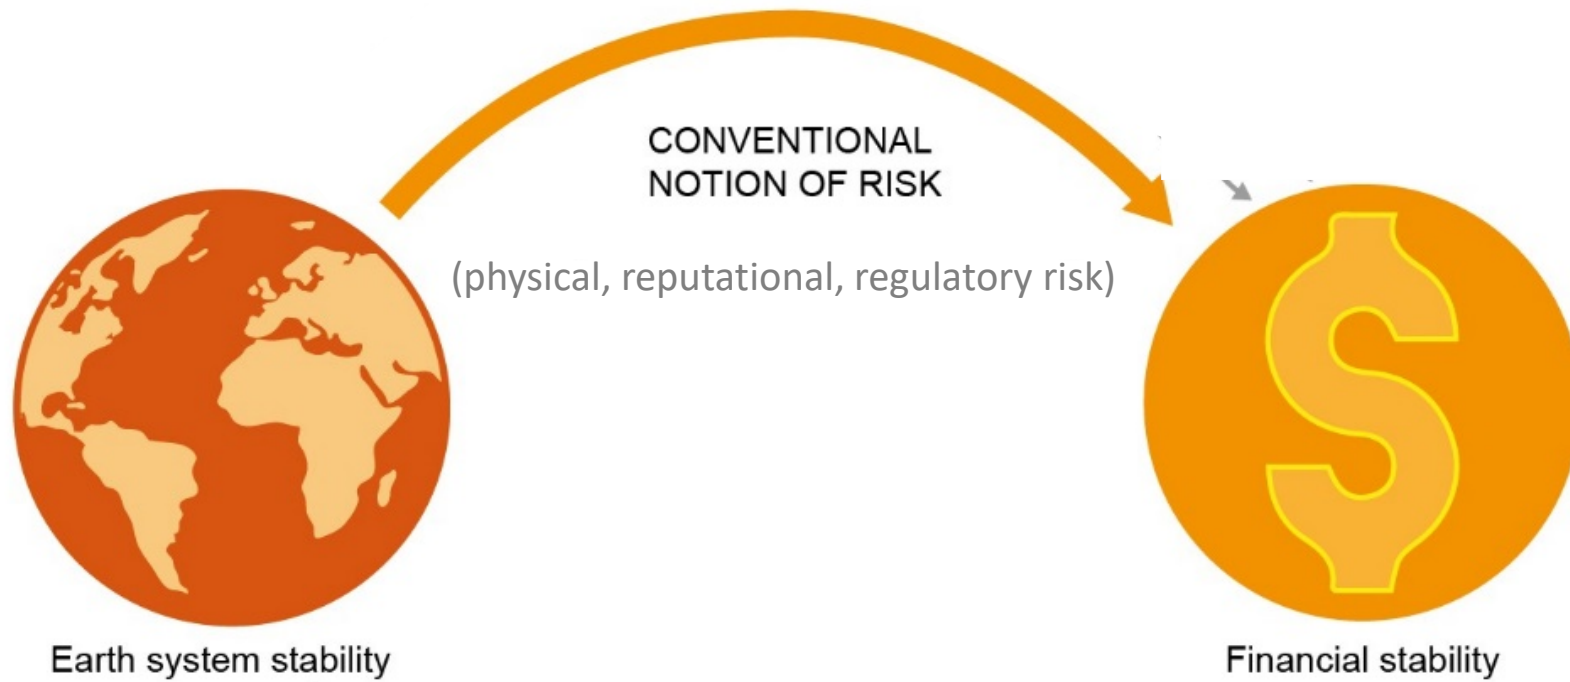 CONVENTIONAL
NOTION OF RISK
(physical, reputational, regulatory risk)
Earth system stability
Financial stability